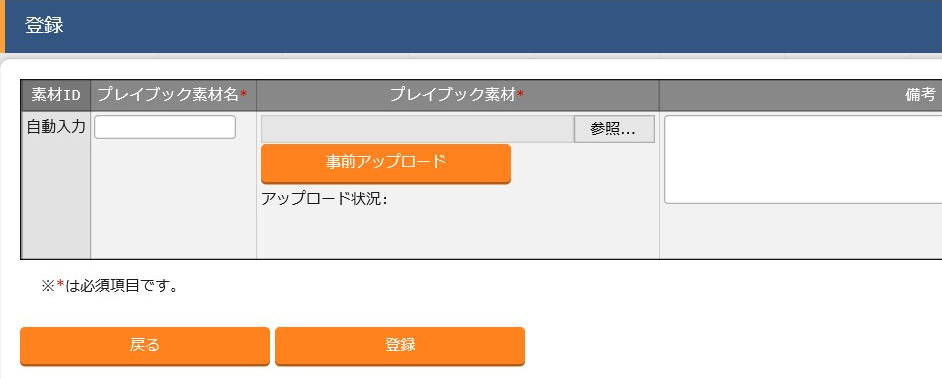 登録
素材ID プレイブック素材名* プレイブック素材* 備考
自動入力 参照...
事前アップロード
アップロード状況:
※*は必須項目です。
戻る 登録